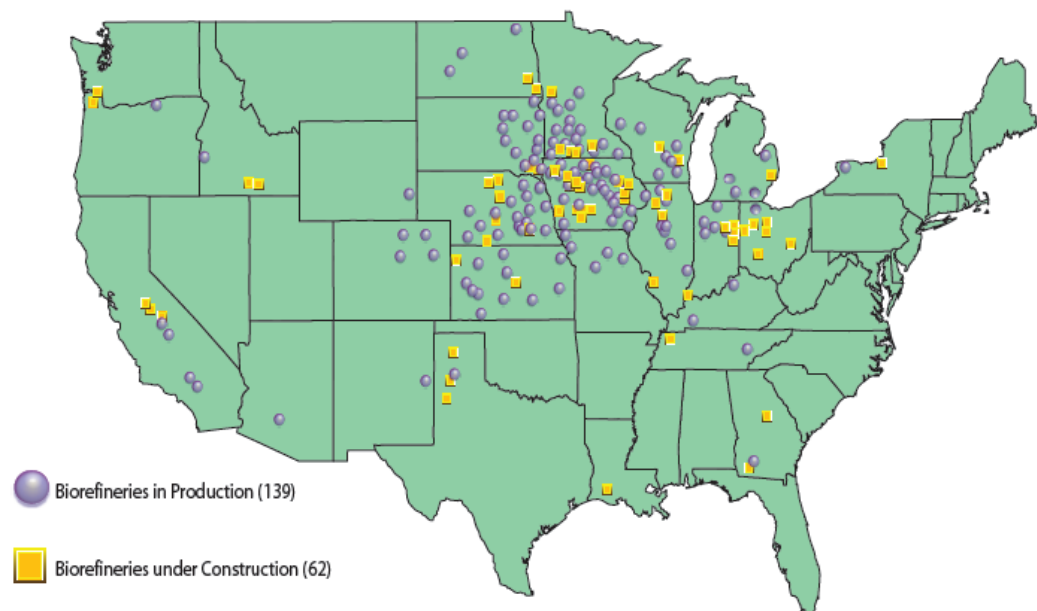 Biorefineries in Production (139)
Biorefineries under Construction (62)